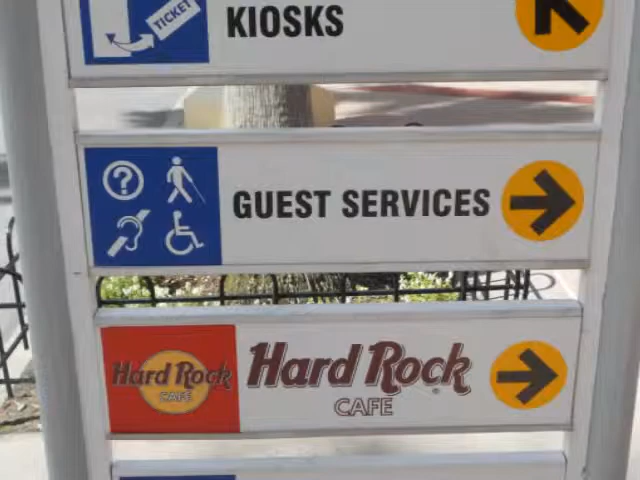 TICKET
KIOSKS
?
GUEST SERVICES
Hard Rock
CAFE
Hard Rock
CAFE